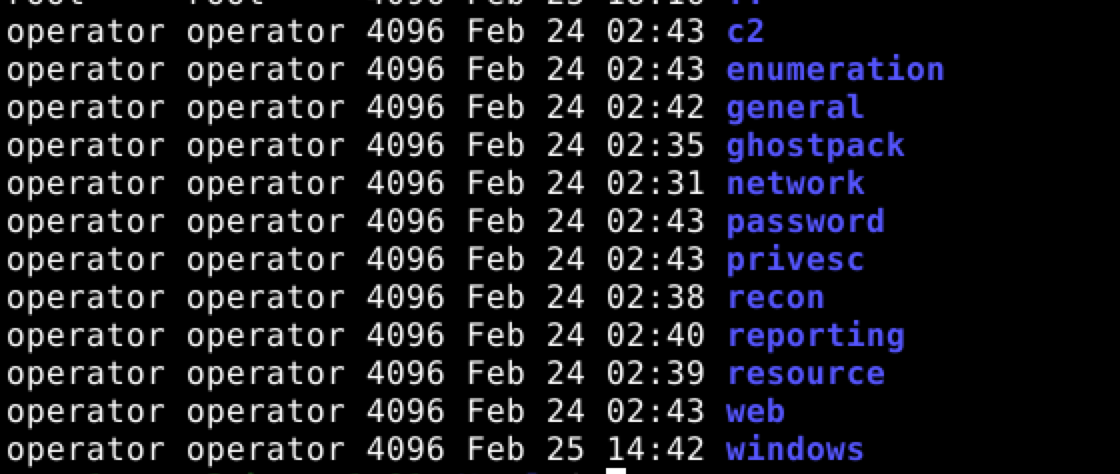 operator operator 4096 Feb 24 02:43 c2
operator operator 4096 Feb 24 02:43 enumeration
operator operator 4096 Feb 24 02:42 general
operator operator 4096 Feb 24 02:35 ghostpack
operator operator 4096 Feb 24 02:31 network
operator operator 4096 Feb 24 02:43 password
operator operator 4096 Feb 24 02:43 privesc
operator operator 4096 Feb 24 02:38 recon
operator operator 4096 Feb 24 02:40 reporting
operator operator 4096 Feb 24 02:39 resource
operator operator 4096 Feb 24 02:43 web
operator operator 4096 Feb 25 14:42 windows